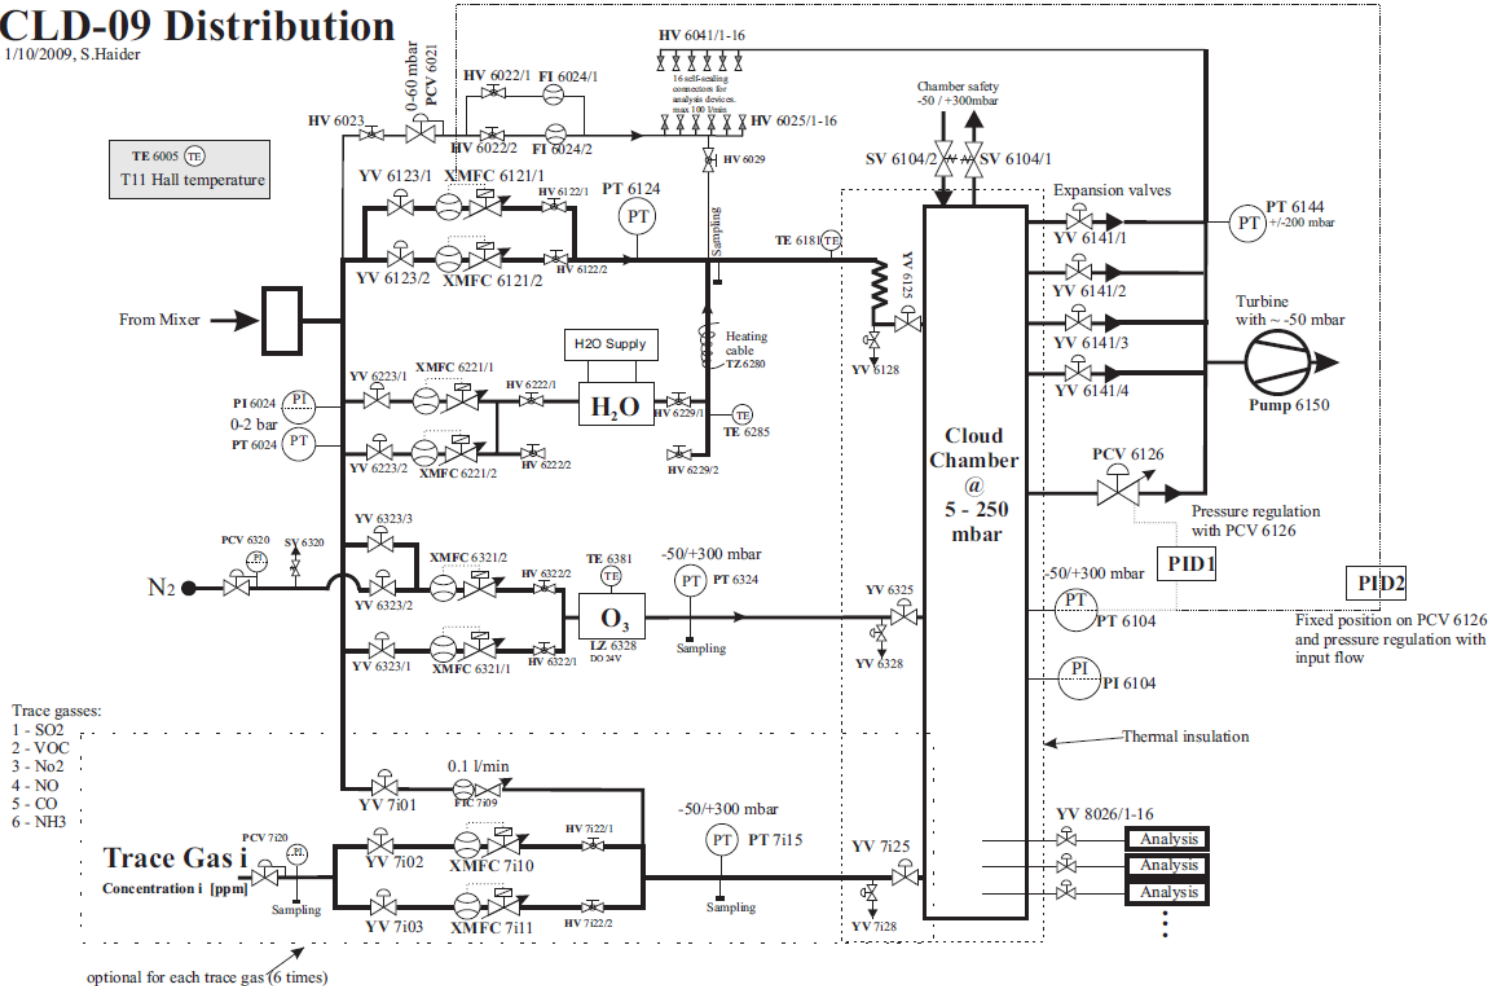 CLD-09 Distribution
1/10/2009, S.Haider
0-60 mbar
PCV 6021
HV 6023
HV 6022/1
FI 6024/1
HV 6022/2
FI 6024/2
HV 6041/1-16
16 self-sealing
connectors for
analysis devices.
max 100 l/min
HV 6025/1-16
HV 6029
Sampling
Chamber safety
-50 / +300mbar
SV 6104/2
SV 6104/1
TE 6005
TE
T11 Hall temperature
YV 6123/1
XMFC 6121/1
HV 6122/1
PT 6124
PT
YV 6123/2
XMFC 6121/2
HV 6122/2
TE 6181
TE
YV 6125
YV 6128
Expansion valves
YV 6141/1
YV 6141/2
YV 6141/3
YV 6141/4
PT
PT 6144
+/-200 mbar
Turbine
with ~ -50 mbar
Pump 6150
From Mixer
H2O Supply
H2O
Heating
cable
TZ 6280
YV 6223/1
XMFC 6221/1
HV 6222/1
HV 6229/1
TE
TE 6285
PI 6024
PI
0-2 bar
PT 6024
PT
YV 6223/2
XMFC 6221/2
HV 6222/2
HV 6229/2
Cloud
Chamber
@
5 - 250
mbar
PCV 6126
Pressure regulation
with PCV 6126
PID1
PID2
Fixed position on PCV 6126
and pressure regulation with
input flow
-50/+300 mbar
PT
PT 6104
PI
PI 6104
N2
PCV 6320
PI
SV 6320
YV 6323/3
XMFC 6321/2
HV 6322/2
YV 6323/2
TE 6381
TE
O3
LZ 6328
DO 24V
YV 6323/1
XMFC 6321/1
HV 6322/1
-50/+300 mbar
PT
PT 6324
Sampling
YV 6325
YV 6328
Thermal insulation
Trace gasses:
1 - SO2
2 - VOC
3 - No2
4 - NO
5 - CO
6 - NH3
YV 7i01
0.1 l/min
FIC 7i09
PCV 7i20
PI
Trace Gas i
Concentration i [ppm]
Sampling
YV 7i02
XMFC 7i10
HV 7i22/1
YV 7i03
XMFC 7i11
HV 7i22/2
-50/+300 mbar
PT
PT 7i15
Sampling
YV 7i25
YV 7i28
YV 8026/1-16
Analysis
Analysis
Analysis
optional for each trace gas (6 times)